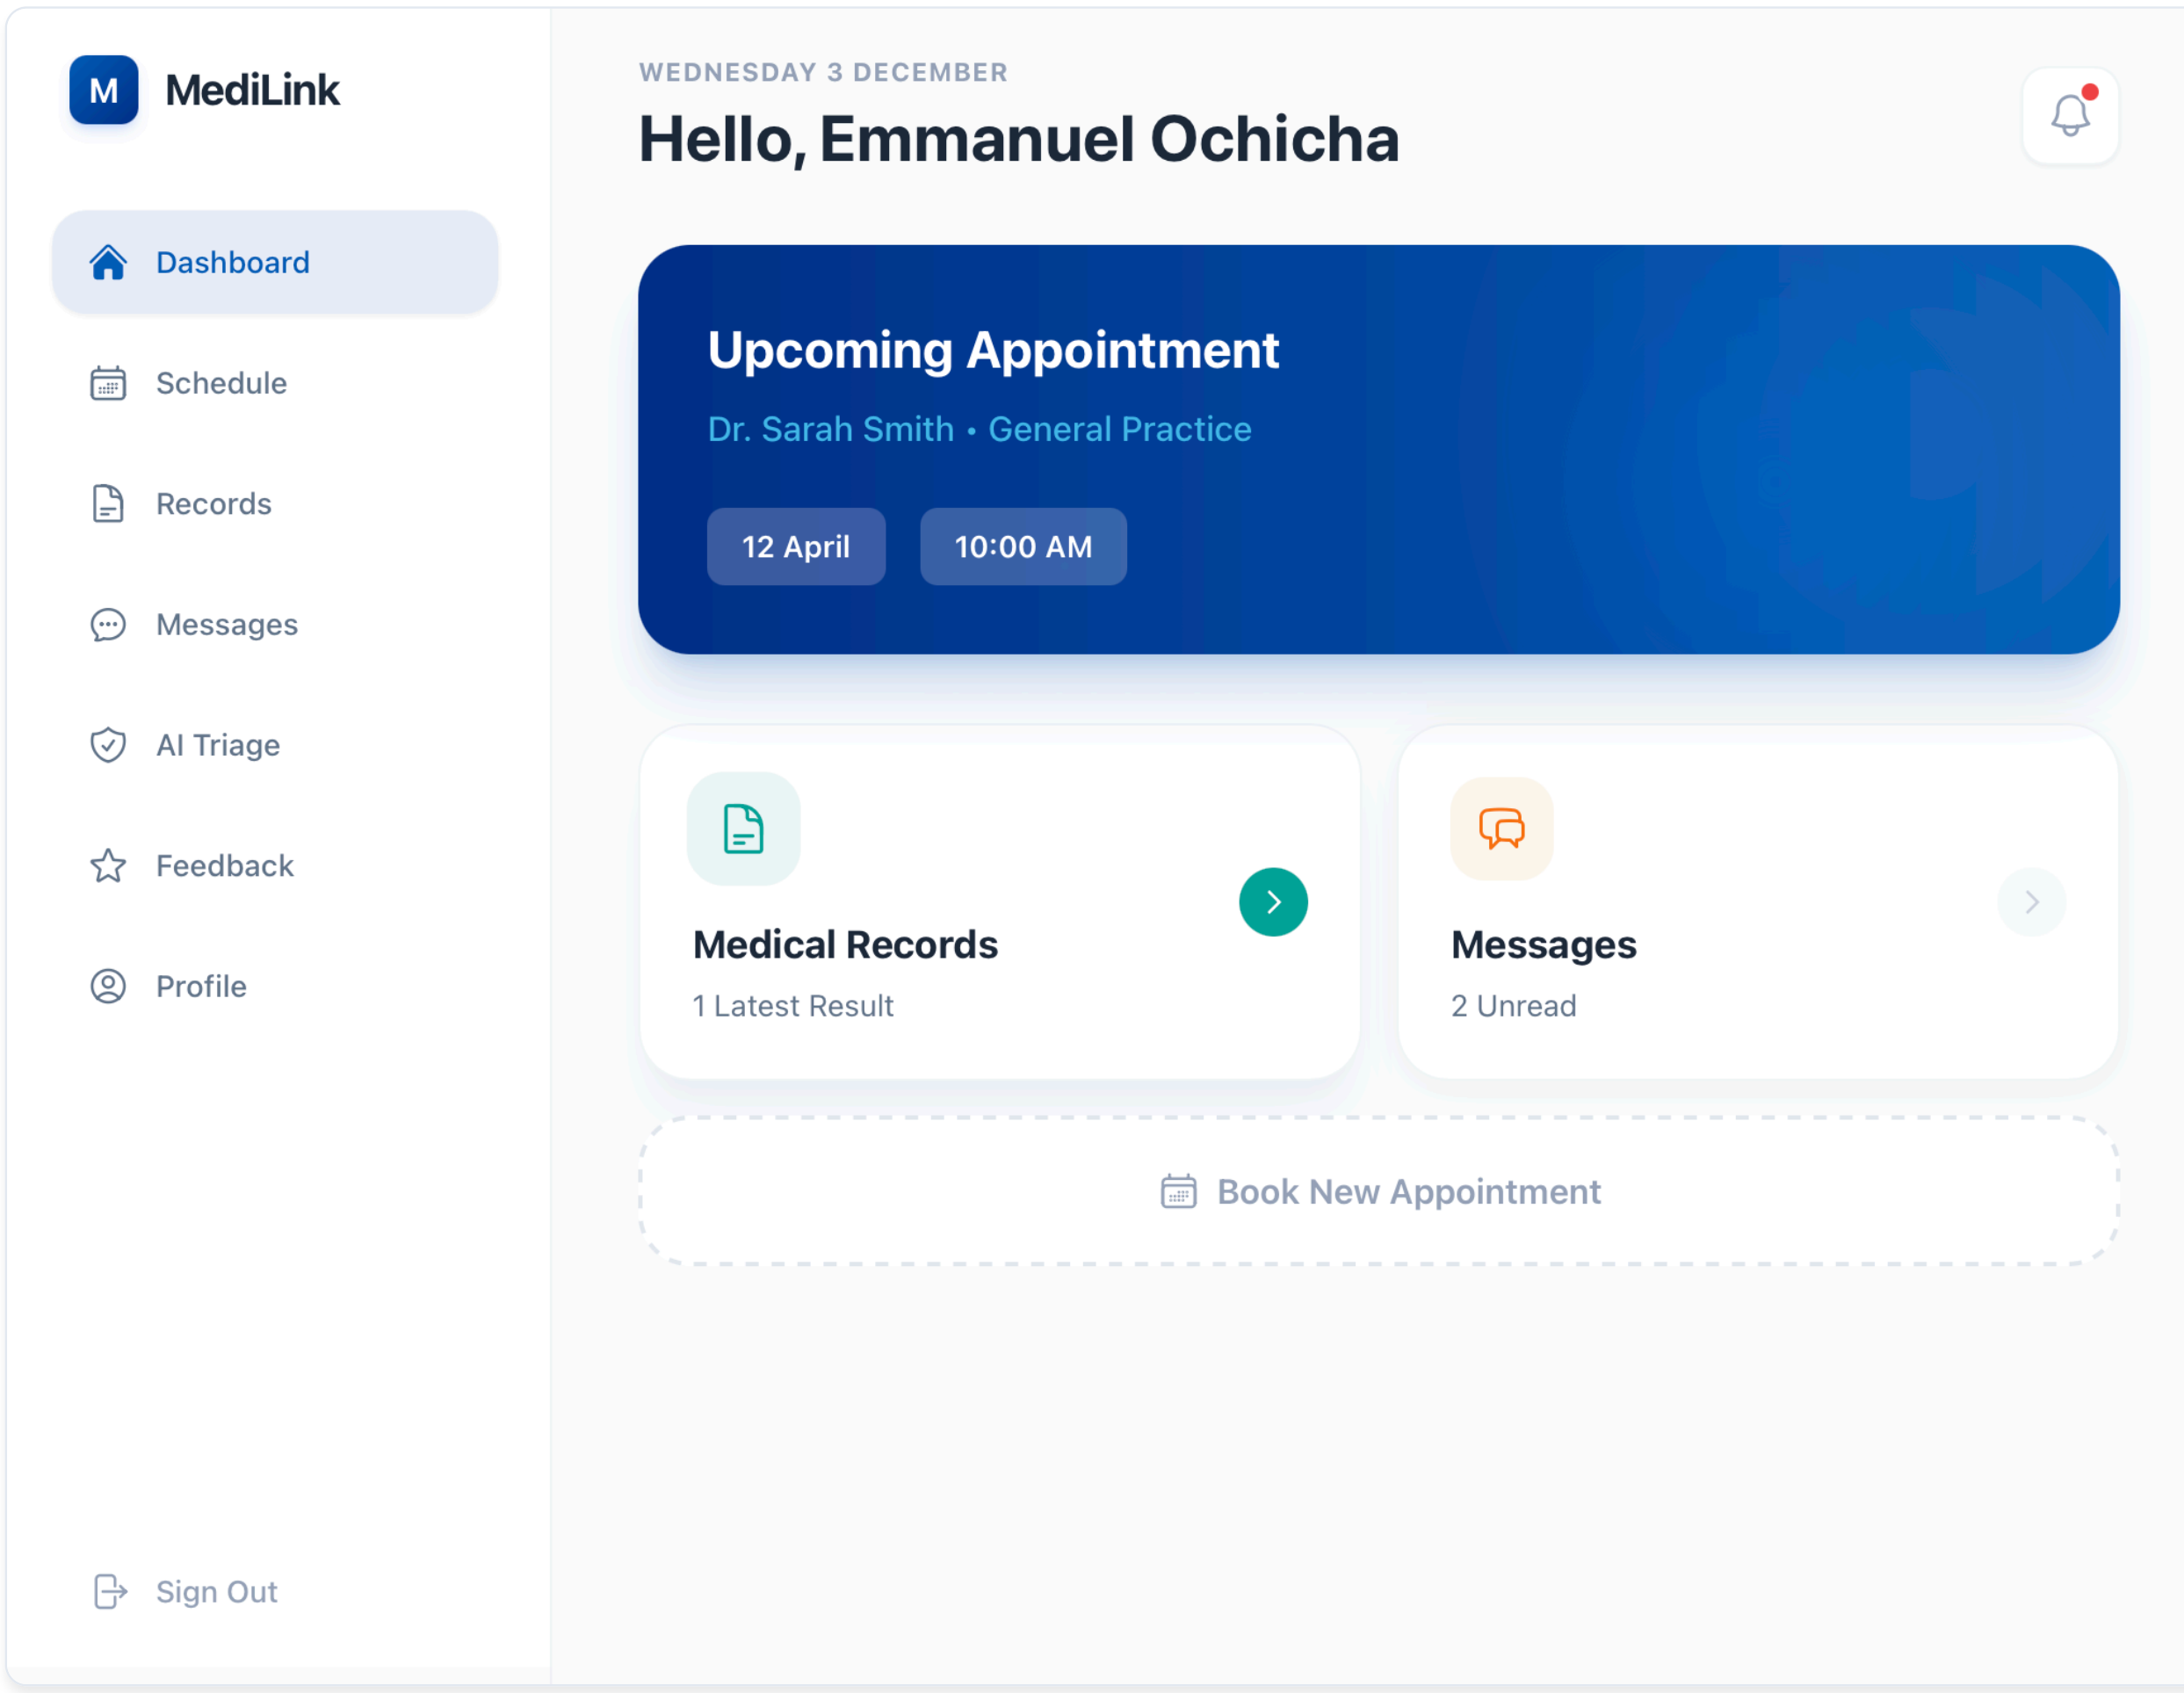 M
MediLink
Dashboard
Schedule
Records
Messages
AI Triage
Feedback
Profile
Sign Out
WEDNESDAY 3 DECEMBER
Hello, Emmanuel Ochicha
Upcoming Appointment
Dr. Sarah Smith • General Practice
12 April
10:00 AM
Medical Records
1 Latest Result
Messages
2 Unread
Book New Appointment